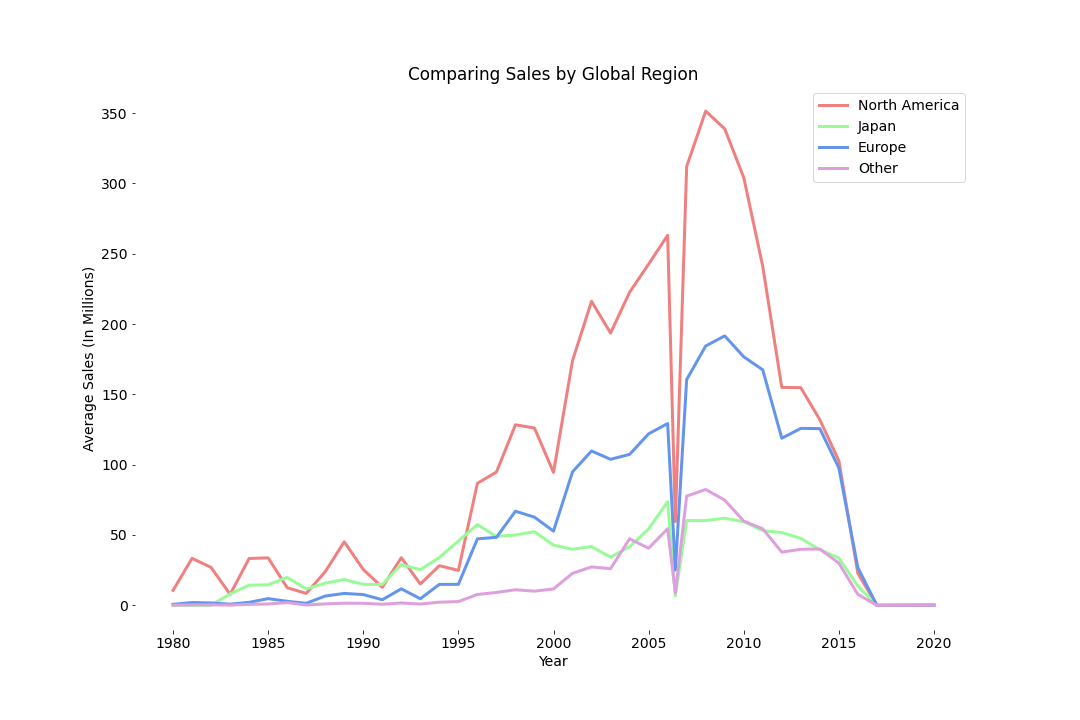 Comparing Sales by Global Region
350
300
250
200
150
100
50
0
Average Sales (In Millions)
North America
Japan
Europe
Other
1980 1985 1990 1995 2000 2005 2010 2015 2020
Year